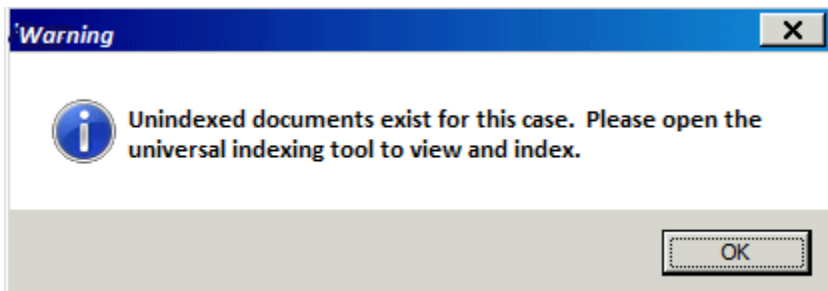 Warning
Unindexed documents exist for this case.  Please open the
universal indexing tool to view and index.
OK